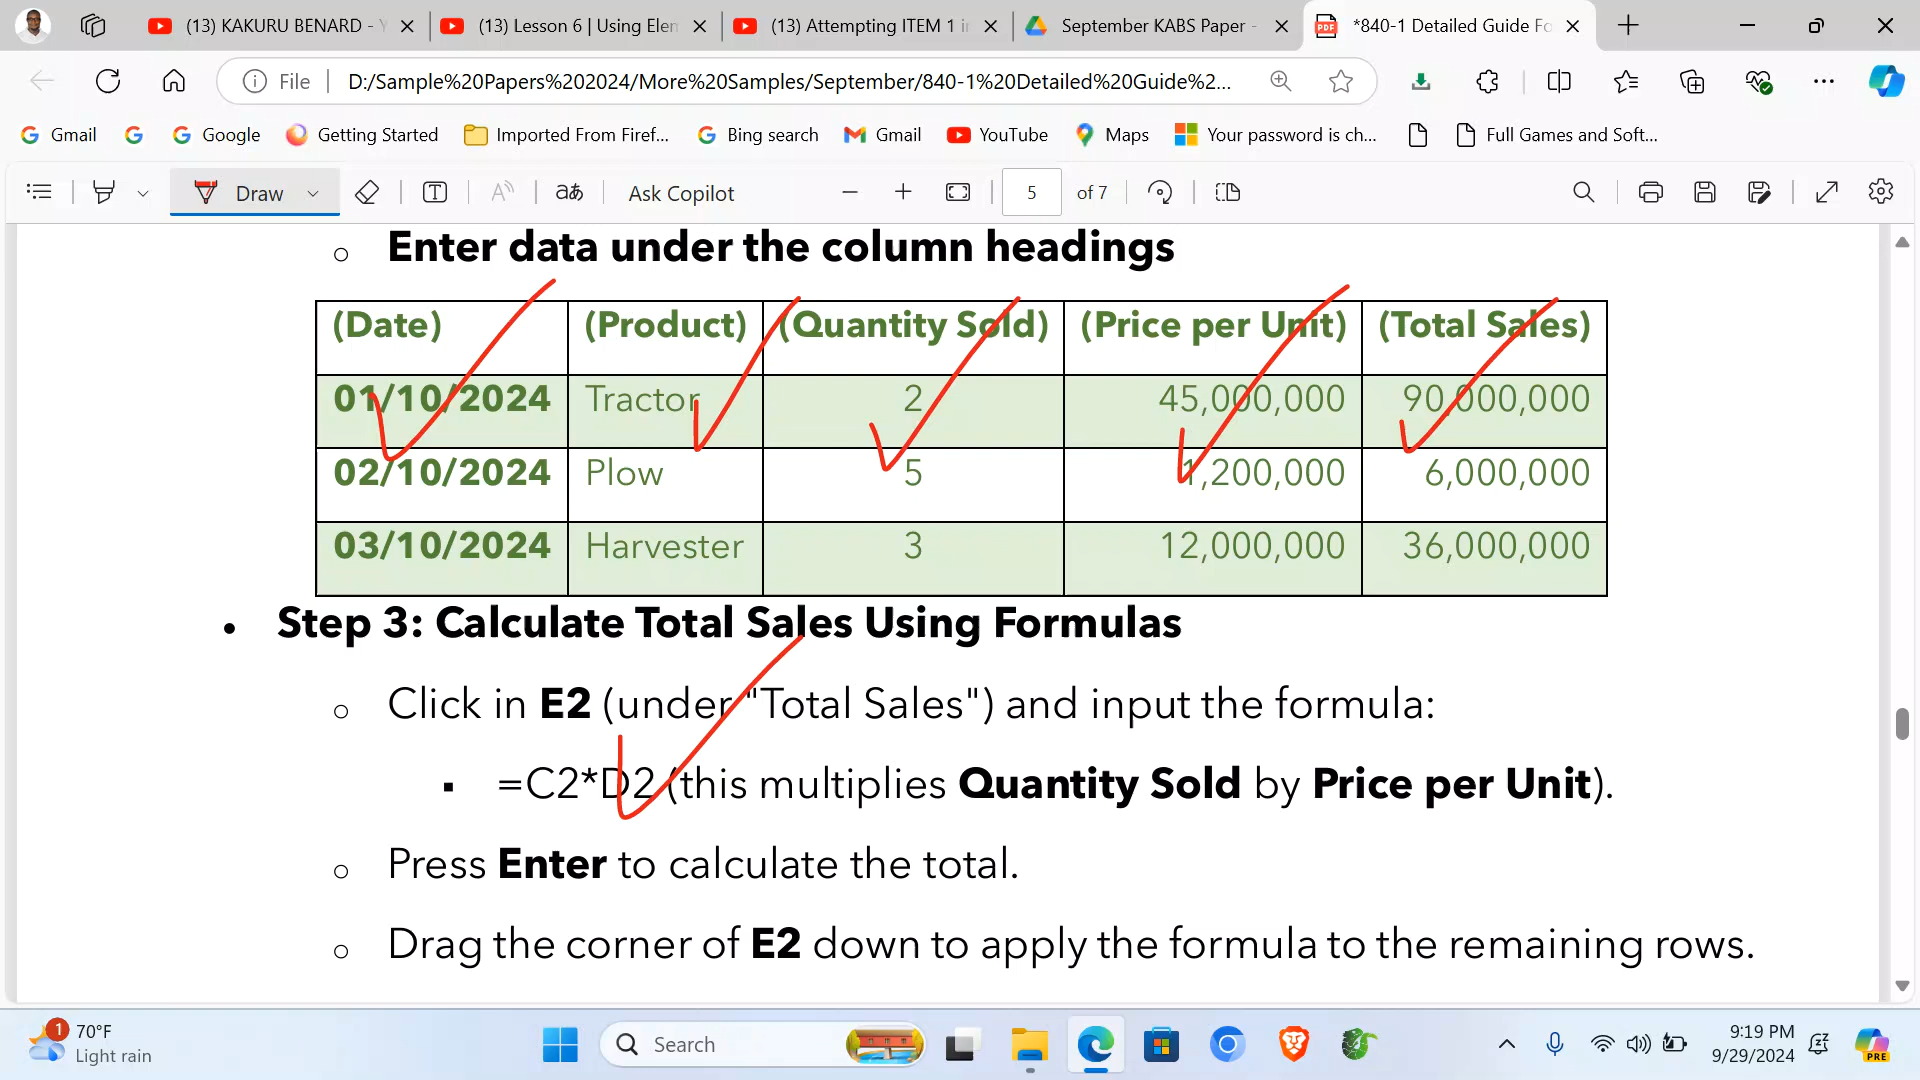 (13) KAKURU BENARD - Y
(13) Lesson 6 | Using Elen
(13) Attempting ITEM 1 i
September KABS Paper -
*840-1 Detailed Guide Fo
File
D:/Sample%20Papers%202024/More%20Samples/September/840-1%20Detailed%20Guide%2...
Gmail
Google
Getting Started
Imported From Firef...
Bing search
Gmail
YouTube
Maps
Your password is ch...
Full Games and Soft...
Draw
Ask Copilot
5 of 7
o Enter data under the column headings
(Date) (Product) (Quantity Sold) (Price per Unit) (Total Sales)
01/10/2024 Tractor 2 45,000,000 90,000,000
02/10/2024 Plow 5 1,200,000 6,000,000
03/10/2024 Harvester 3 12,000,000 36,000,000
• Step 3: Calculate Total Sales Using Formulas
o Click in E2 (under "Total Sales") and input the formula:
▪ =C2*D2 (this multiplies Quantity Sold by Price per Unit).
o Press Enter to calculate the total.
o Drag the corner of E2 down to apply the formula to the remaining rows.
1
70°F
Light rain
Search
9:19 PM
9/29/2024
PRE